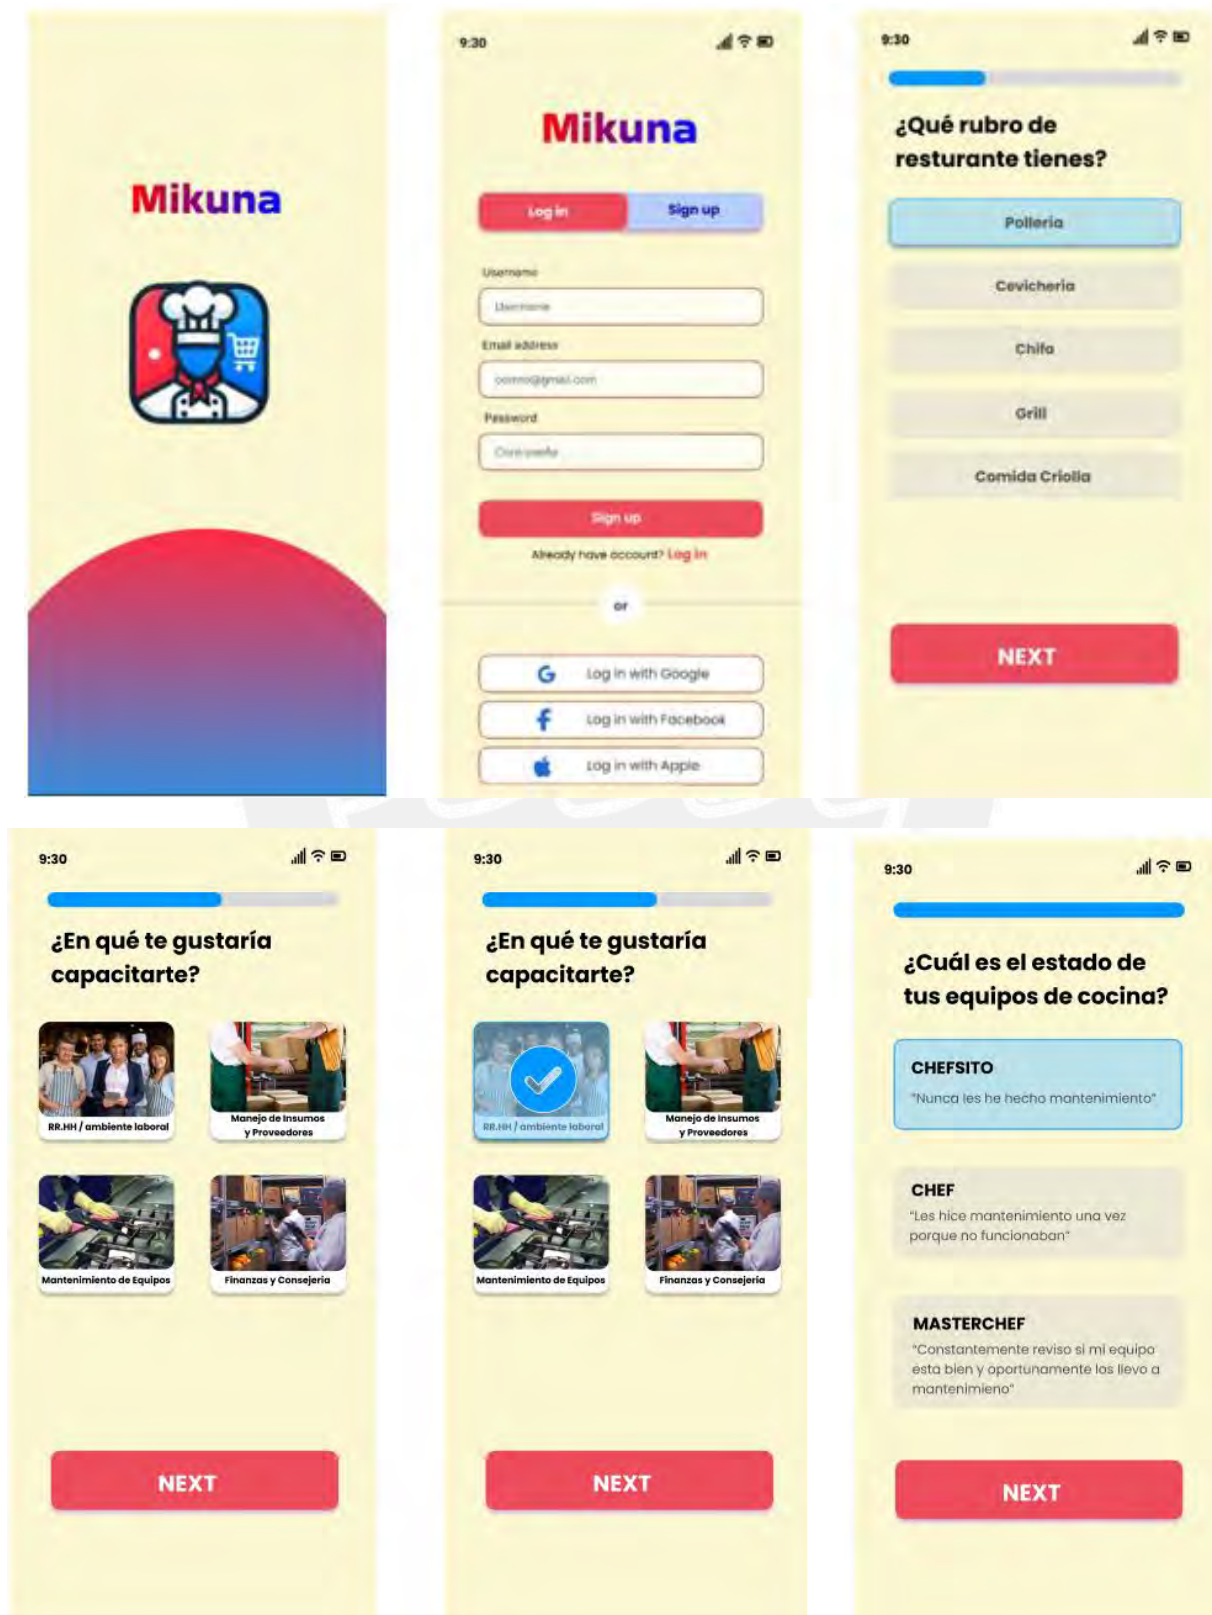 Mikuna
9:30
Mikuna
Log in
Sign up
Username
Username
Email address
correo@gmail.com
Password
Contraseña
Sign up
Already have account? Log in
or
Log in with Google
Log in with Facebook
Log in with Apple
9:30
¿Qué rubro de
resturante tienes?
Polleria
Cevicheria
Chifa
Grill
Comida Criolla
NEXT
9:30
¿En qué te gustaría
capacitarte?
RR.HH / ambiente laboral
Manejo de Insumos
y Proveedores
Mantenimiento de Equipos
Finanzas y Consejería
NEXT
9:30
¿En qué te gustaría
capacitarte?
RR.HH / ambiente laboral
Manejo de Insumos
y Proveedores
Mantenimiento de Equipos
Finanzas y Consejería
NEXT
9:30
¿Cuál es el estado de
tus equipos de cocina?
CHEFSITO
"Nunca les he hecho mantenimiento"
CHEF
"Les hice mantenimiento una vez
porque no funcionaban"
MASTERCHEF
"Constantemente reviso si mi equipo
esta bien y oportunamente los llevo a
mantenimieno"
NEXT